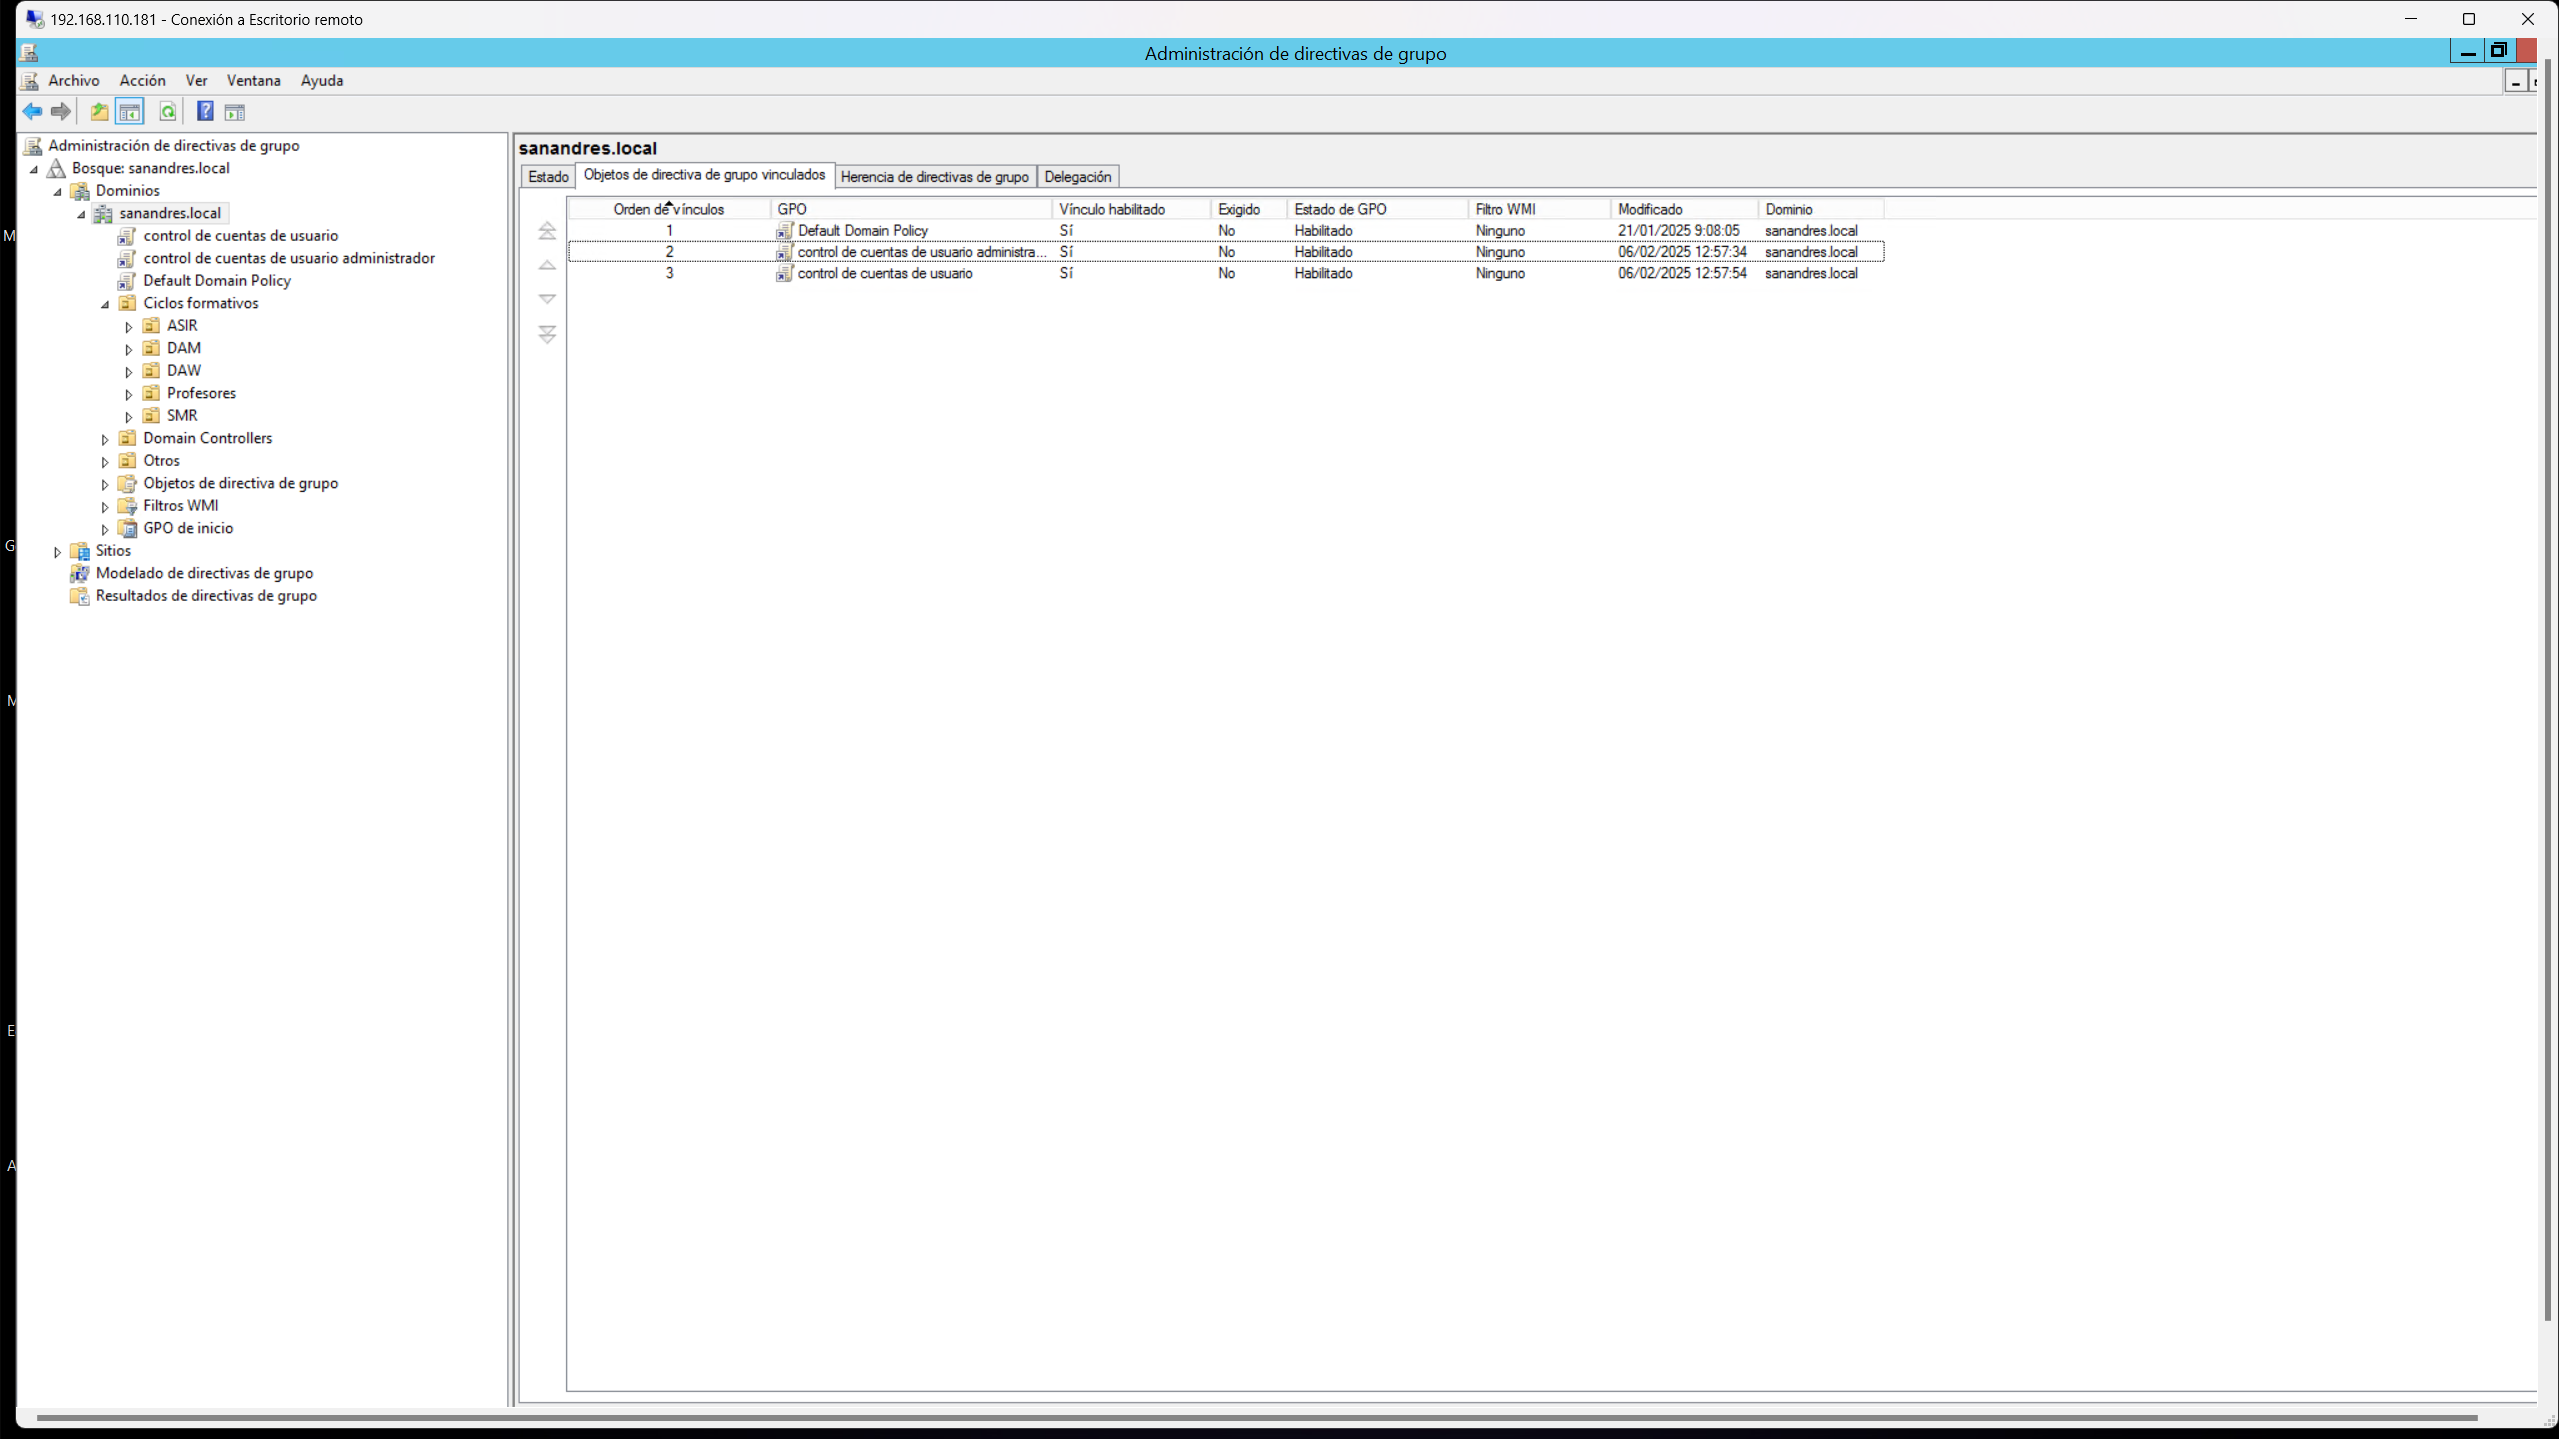 192.168.110.181 - Conexión a Escritorio remoto
Administración de directivas de grupo
Archivo Acción Ver Ventana Ayuda
Administración de directivas de grupo
Bosque: sanandres.local
Dominios
sanandres.local
control de cuentas de usuario
control de cuentas de usuario administrador
Default Domain Policy
Ciclos formativos
ASIR
DAM
DAW
Profesores
SMR
Domain Controllers
Otros
Objetos de directiva de grupo
Filtros WMI
GPO de inicio
Sitios
Modelado de directivas de grupo
Resultados de directivas de grupo
sanandres.local
Estado Objetos de directiva de grupo vinculados Herencia de directivas de grupo Delegación
Orden de vínculos GPO Vínculo habilitado Exigido Estado de GPO Filtro WMI Modificado Dominio
1 Default Domain Policy Sí No Habilitado Ninguno 21/01/2025 9:08:05 sanandres.local
2 control de cuentas de usuario administra... Sí No Habilitado Ninguno 06/02/2025 12:57:34 sanandres.local
3 control de cuentas de usuario Sí No Habilitado Ninguno 06/02/2025 12:57:54 sanandres.local
M
G
M
E
A